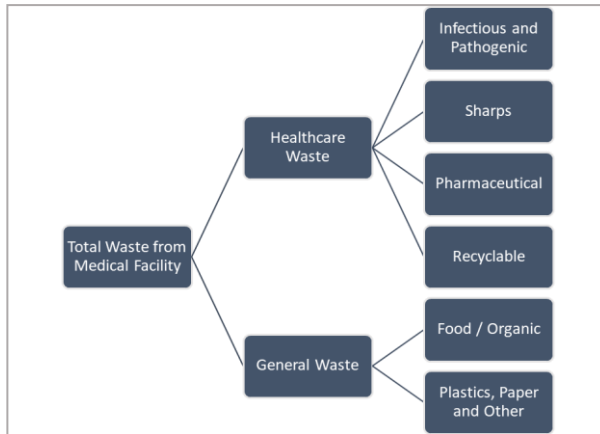 Infectious and
Pathogenic
Sharps
Healthcare
Waste
Pharmaceutical
Total Waste from
Medical Facility
Recyclable
Food / Organic
General Waste
Plastics, Paper
and Other